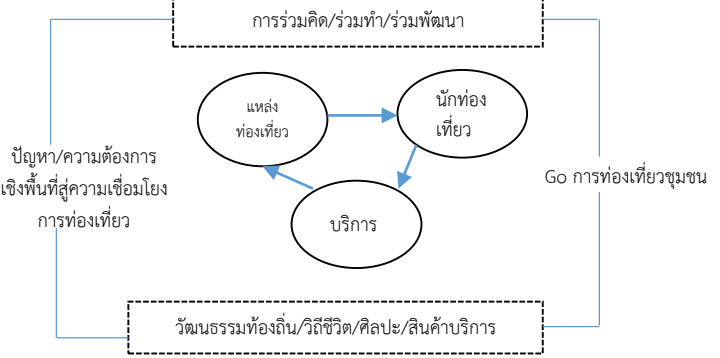 การร่วมคิด/ร่วมทำ/ร่วมพัฒนา
แหล่ง
ท่องเที่ยว
นักท่อง
เที่ยว
ปัญหา/ความต้องการ
เชิงพื้นที่สู่ความเชื่อมโยง
การท่องเที่ยว
Go การท่องเที่ยวชุมชน
บริการ
วัฒนธรรมท้องถิ่น/วิถีชีวิต/ศิลปะ/สินค้าบริการ